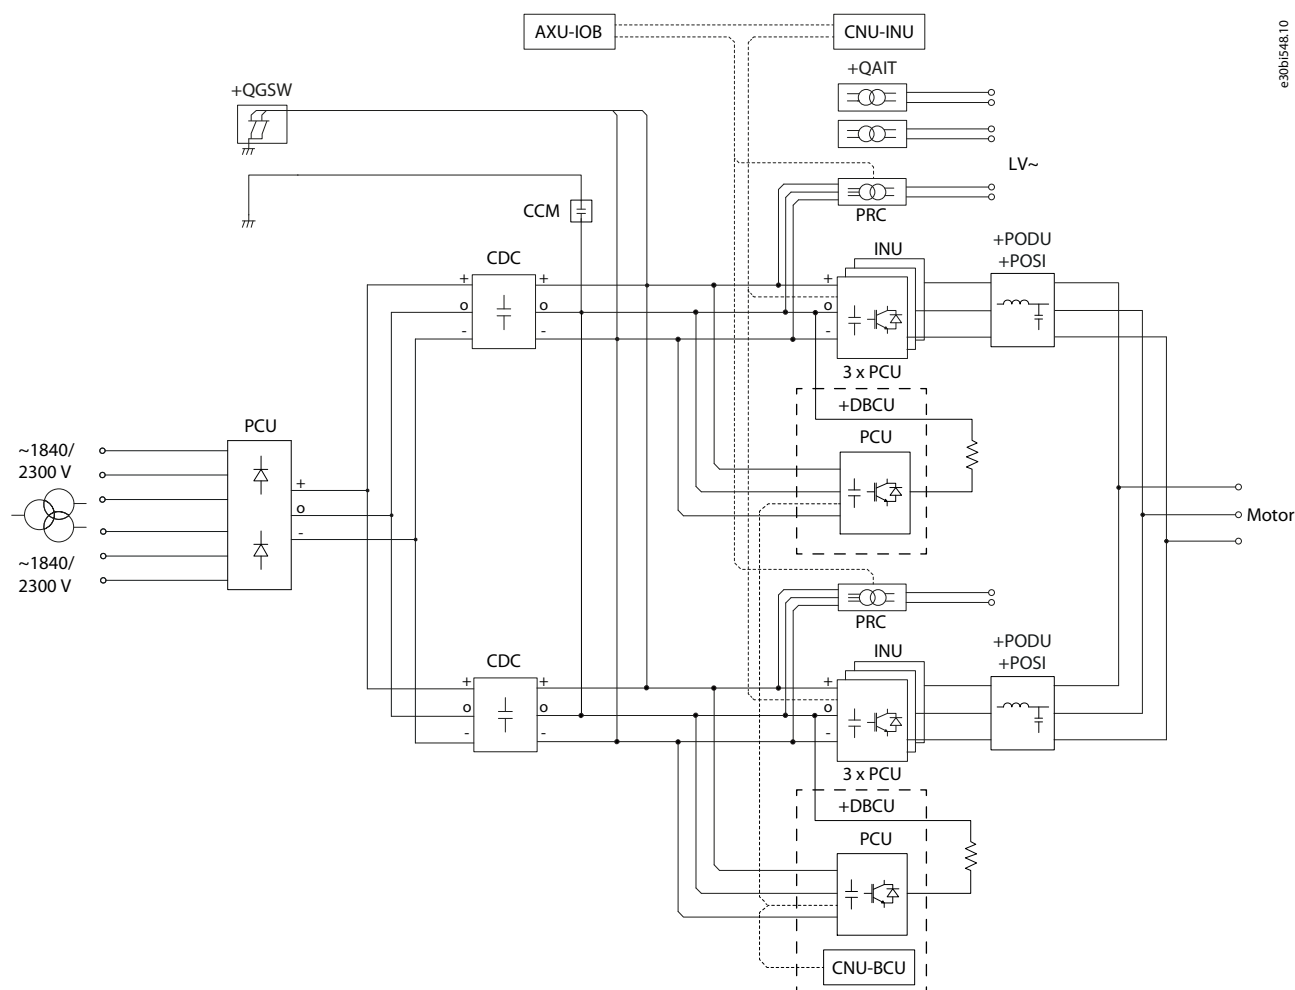 AXU-IOB
CNU-INU
e30bi548.10
+QAIT
+QGSW
LV~
CCM
PRC
CDC
INU
+PODU
+POSI
+
+
+
o
o
o
-
-
-
3 x PCU
+DBCU
PCU
PCU
~1840/
2300 V
+
o
-
Motor
~1840/
2300 V
PRC
CDC
INU
+PODU
+POSI
+
+
+
o
o
o
-
-
-
3 x PCU
+DBCU
PCU
CNU-BCU